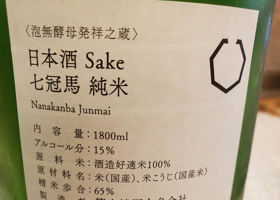 〈泡無酵母発祥之蔵〉
日本酒 Sake
七冠馬 純米
Nanakanba Junmai
内容量：1800ml
アルコール分：15%
原料米：酒造好適米100%
原材料名：米（国産）、米こうじ（国産米）
精米歩合：65%